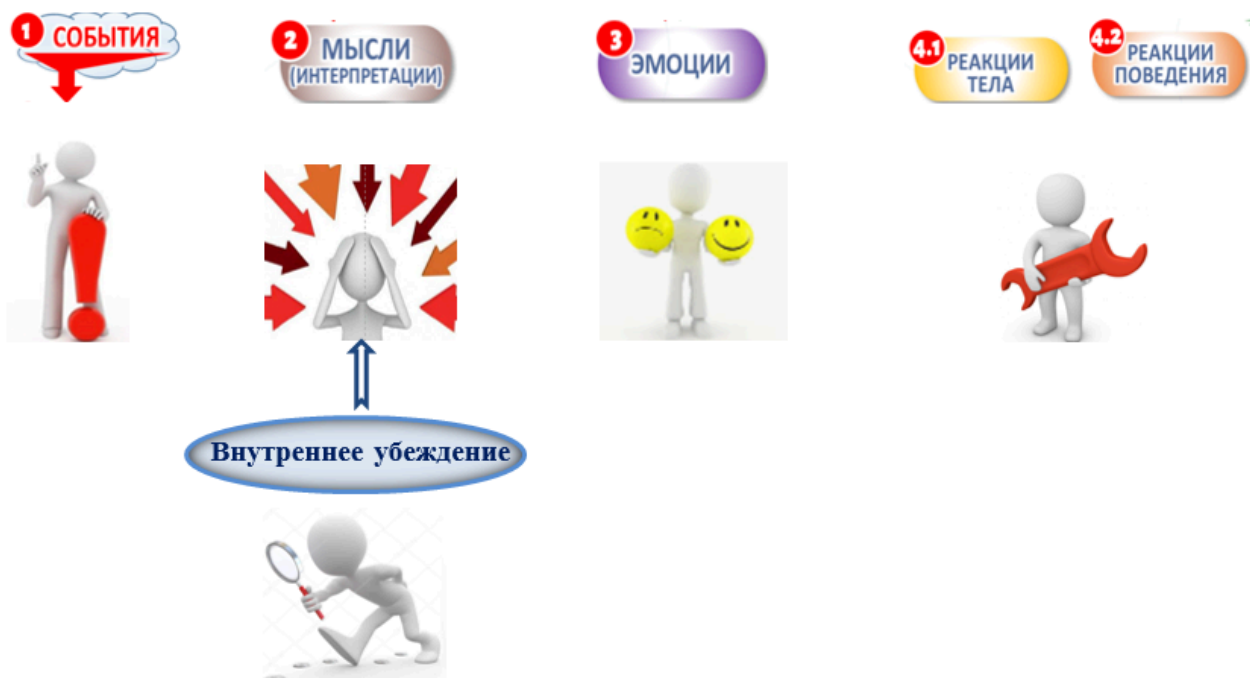 1 СОБЫТИЯ
2 МЫСЛИ
(ИНТЕРПРЕТАЦИИ)
3 ЭМОЦИИ
4.1 РЕАКЦИИ
ТЕЛА
4.2 РЕАКЦИИ
ПОВЕДЕНИЯ
Внутреннее убеждение